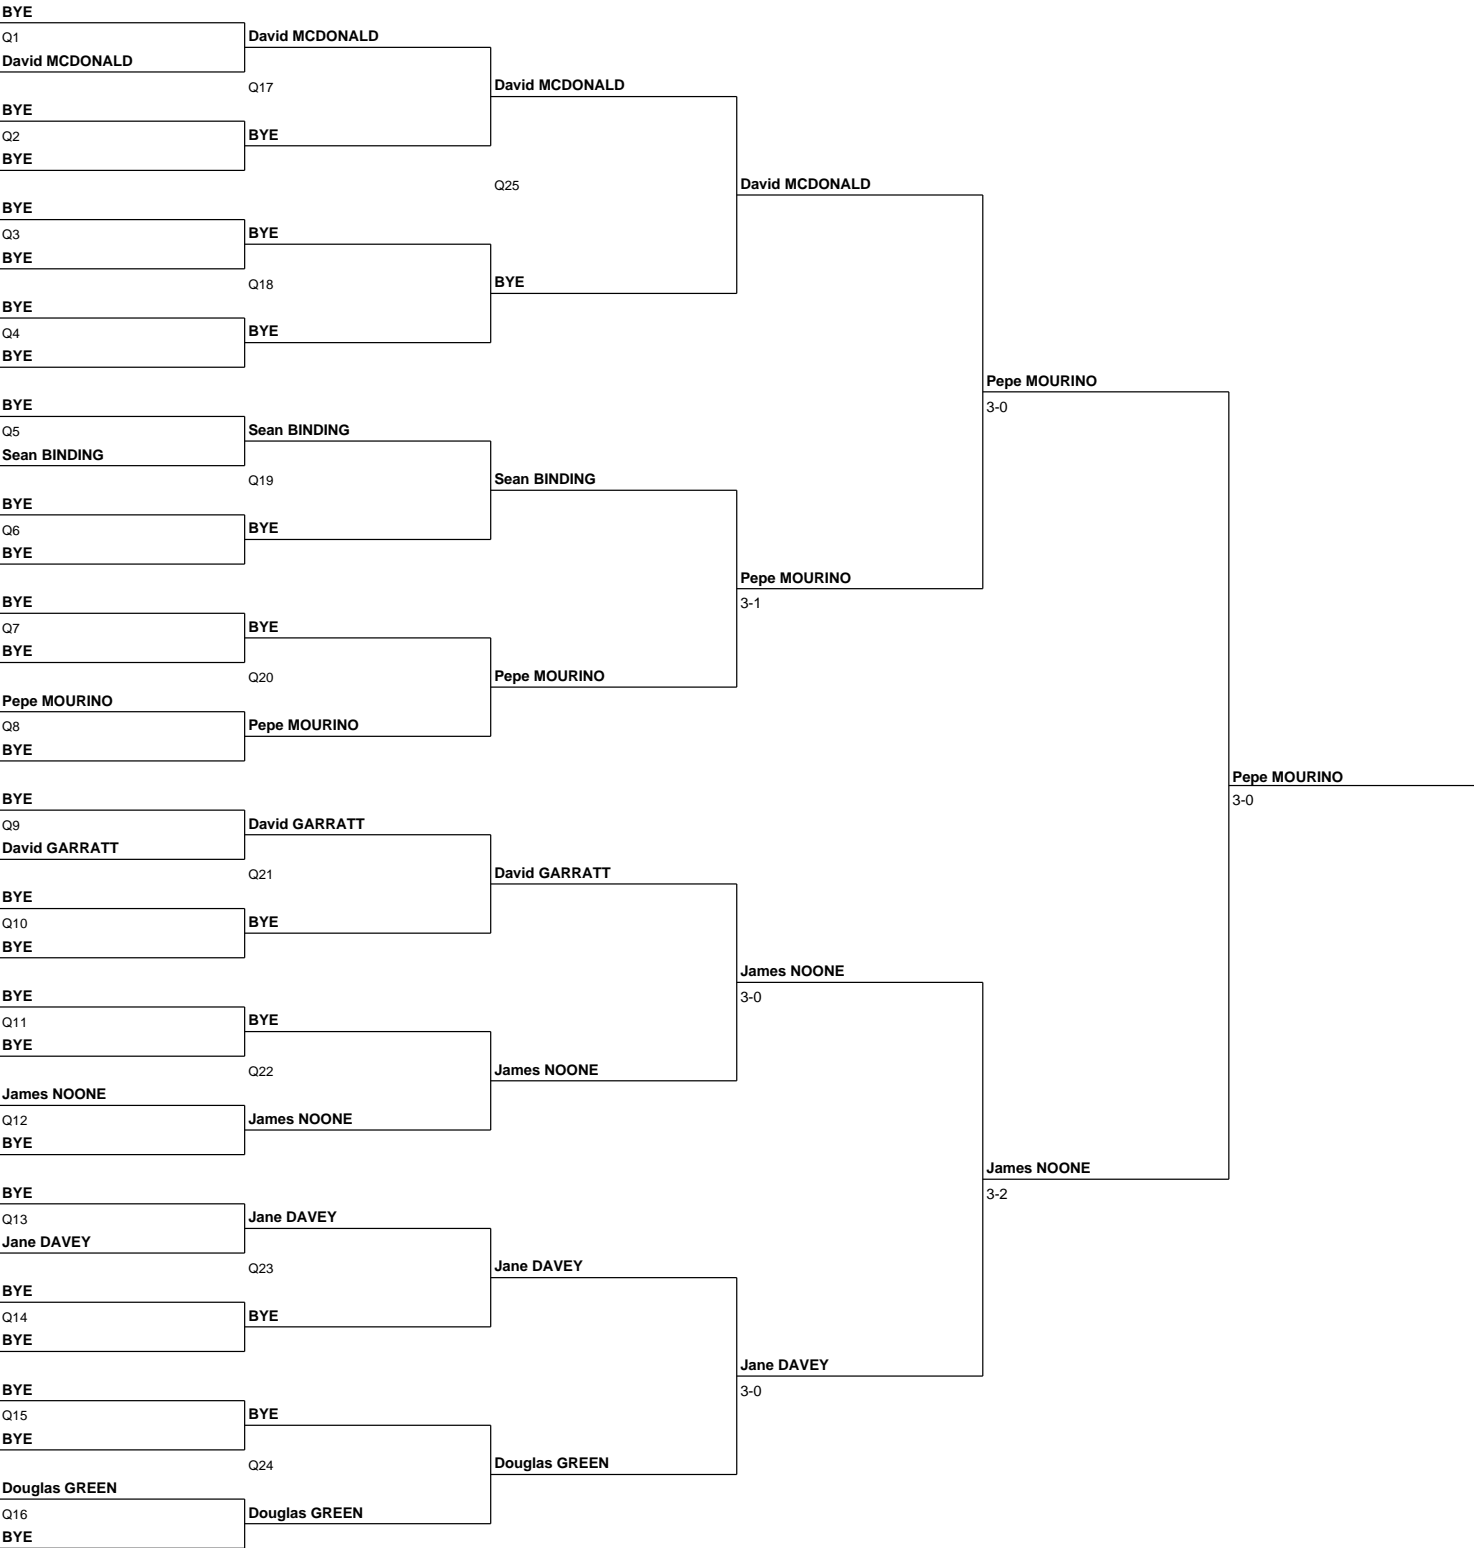 BYE
Q1
David MCDONALD
David MCDONALD
Q17
David MCDONALD
BYE
Q2
BYE
BYE
Q25
David MCDONALD
BYE
Q3
BYE
BYE
Q18
BYE
BYE
Q4
BYE
BYE
Pepe MOURINO
3-0
BYE
Q5
Sean BINDING
Sean BINDING
Q19
Sean BINDING
BYE
Q6
BYE
BYE
Pepe MOURINO
3-1
BYE
Q7
BYE
BYE
Q20
Pepe MOURINO
Pepe MOURINO
Q8
BYE
Pepe MOURINO
Pepe MOURINO
3-0
BYE
Q9
David GARRATT
David GARRATT
Q21
David GARRATT
BYE
Q10
BYE
BYE
James NOONE
3-0
BYE
Q11
BYE
BYE
Q22
James NOONE
James NOONE
Q12
BYE
James NOONE
James NOONE
3-2
BYE
Q13
Jane DAVEY
Jane DAVEY
Q23
Jane DAVEY
BYE
Q14
BYE
BYE
Jane DAVEY
3-0
BYE
Q15
BYE
BYE
Q24
Douglas GREEN
Douglas GREEN
Q16
BYE
Douglas GREEN